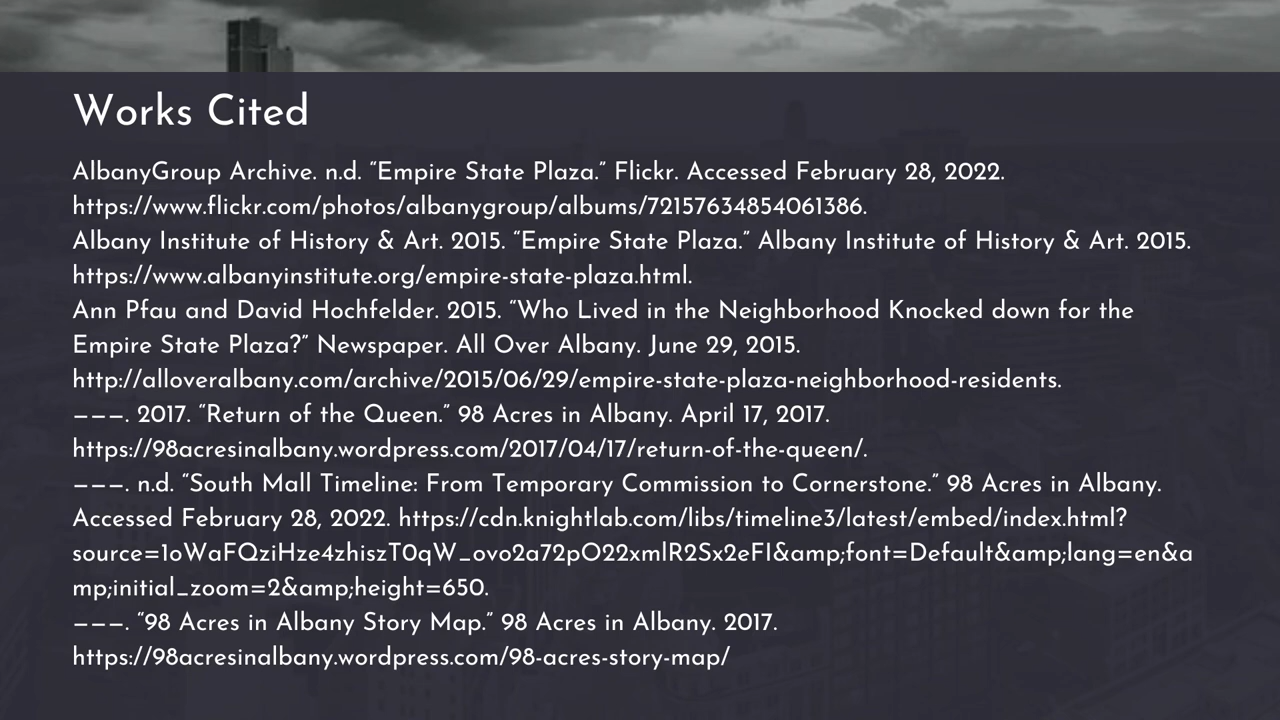 Works Cited
AlbanyGroup Archive. n.d. “Empire State Plaza.” Flickr. Accessed February 28, 2022.
https://www.flickr.com/photos/albanygroup/albums/72157634854061386.
Albany Institute of History & Art. 2015. “Empire State Plaza.” Albany Institute of History & Art. 2015.
https://www.albanyinstitute.org/empire-state-plaza.html.
Ann Pfau and David Hochfelder. 2015. “Who Lived in the Neighborhood Knocked down for the
Empire State Plaza?” Newspaper. All Over Albany. June 29, 2015.
http://alloveralbany.com/archive/2015/06/29/empire-state-plaza-neighborhood-residents.
———. 2017. “Return of the Queen.” 98 Acres in Albany. April 17, 2017.
https://98acresinalbany.wordpress.com/2017/04/17/return-of-the-queen/.
———. n.d. “South Mall Timeline: From Temporary Commission to Cornerstone.” 98 Acres in Albany.
Accessed February 28, 2022. https://cdn.knightlab.com/libs/timeline3/latest/embed/index.html?
source=1oWaFQziHze4zhiszT0qW_ovo2a72pO22xmlR2Sx2eFI&amp;font=Default&amp;lang=en&a
mp;initial_zoom=2&amp;height=650.
———. “98 Acres in Albany Story Map.” 98 Acres in Albany. 2017.
https://98acresinalbany.wordpress.com/98-acres-story-map/